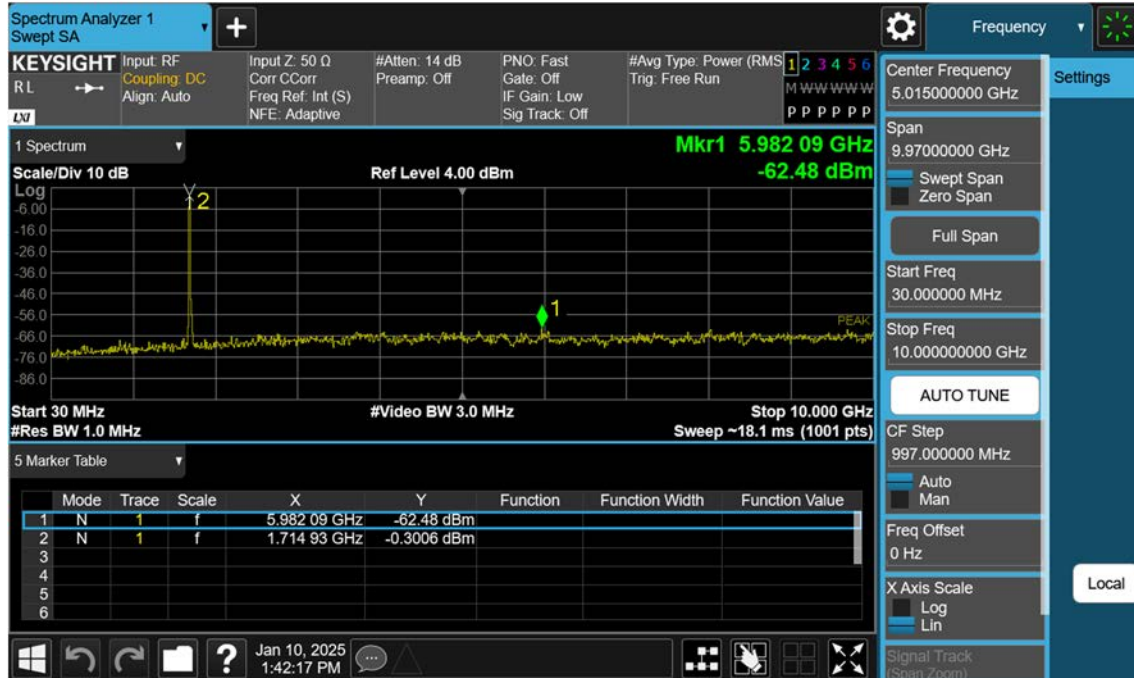 Spectrum Analyzer 1
Swept SA
+
Frequency
KEYSIGHT
RL
LXI
Input: RF
Coupling: DC
Align: Auto
Input Z: 50 Ω
Corr CCorr
Freq Ref: Int (S)
NFE: Adaptive
#Atten: 14 dB
Preamp: Off
PNO: Fast
Gate: Off
IF Gain: Low
Sig Track: Off
#Avg Type: Power (RMS
Trig: Free Run
1 2 3 4 5 6
M W W W W W
P P P P P P
1 Spectrum
Mkr1 5.982 09 GHz
-62.48 dBm
Scale/Div 10 dB
Ref Level 4.00 dBm
Log
-6.00
-16.0
-26.0
-36.0
-46.0
-56.0
-66.0
-76.0
-86.0
2
1
PEAK
Start 30 MHz
#Video BW 3.0 MHz
Stop 10.000 GHz
#Res BW 1.0 MHz
Sweep ~18.1 ms (1001 pts)
5 Marker Table
Mode Trace Scale X Y Function Function Width Function Value
1 N 1 f 5.982 09 GHz -62.48 dBm
2 N 1 f 1.714 93 GHz -0.3006 dBm
3
4
5
6
?
Jan 10, 2025
1:42:17 PM
Center Frequency
5.015000000 GHz
Span
9.97000000 GHz
Swept Span
Zero Span
Full Span
Start Freq
30.000000 MHz
Stop Freq
10.000000000 GHz
AUTO TUNE
CF Step
997.000000 MHz
Auto
Man
Freq Offset
0 Hz
X Axis Scale
Log
Lin
Signal Track
(Span Zoom)
Settings
Local